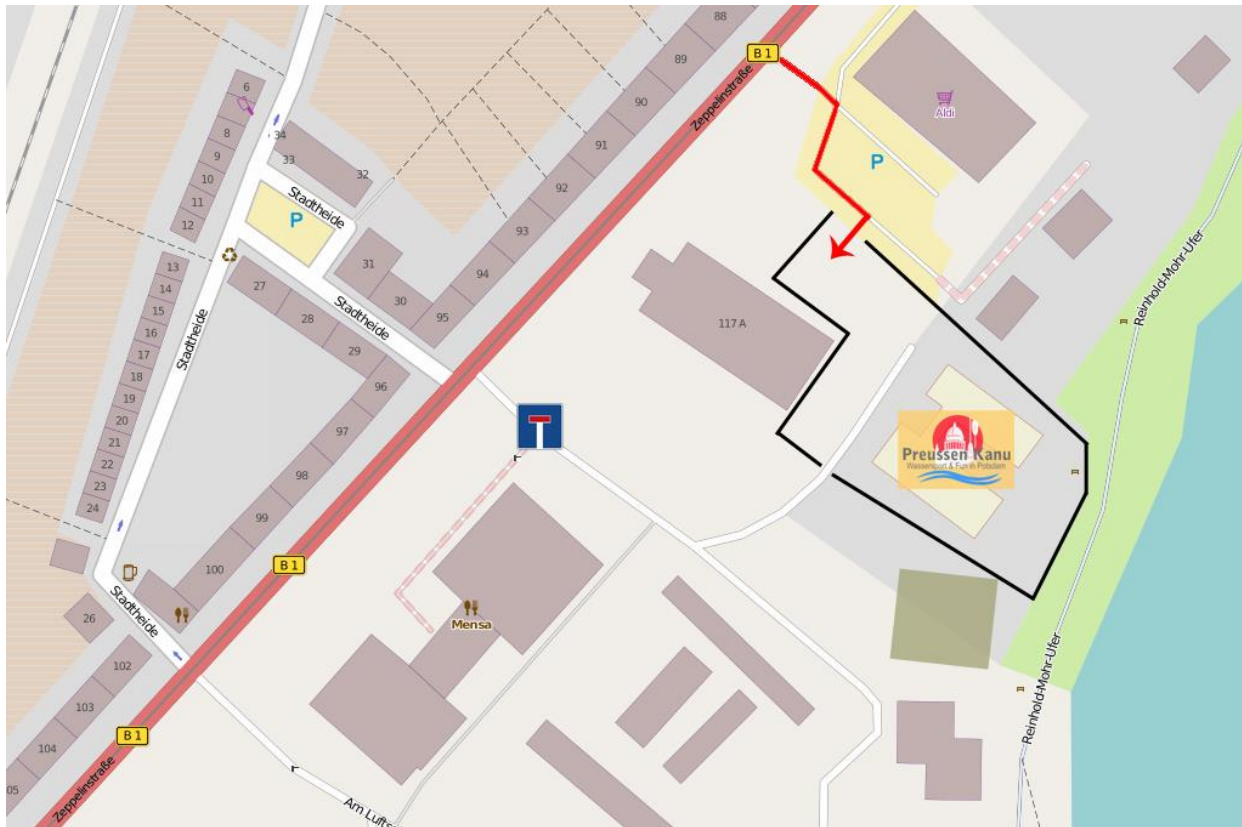 88
B 1
89
6
Zeppelinstraße
90
Aldi
8
34
91
9
33
P
32
10
92
11
Stadtheide
12
P
93
31
13
94
27
14
30
95
15
28
Stadtheide
117 A
16
29
17
Stadtheide
18
96
19
20
97
21
22
98
23
24
99
100
B 1
Reinhold-Mohr-Ufer
Preussen Kanu
Wassersport & Fun in Potsdam
Stadtheide
26
Mensa
102
103
104
B 1
05
Zeppelinstraße
Am Lufts
Reinhold-Mohr-Ufer